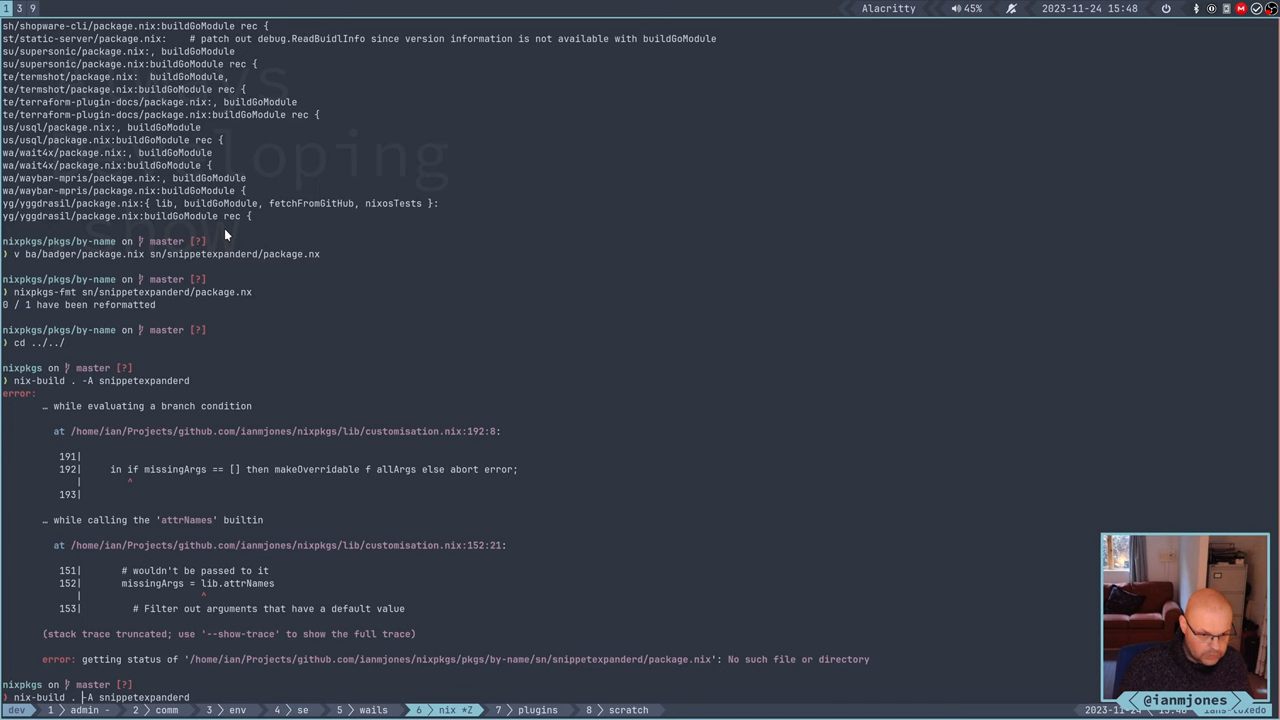 1 3 9
Alacritty
45%
2023-11-24 15:48
sh/shopware-cli/package.nix:buildGoModule rec {
st/static-server/package.nix:    # patch out debug.ReadBuidlInfo since version information is not available with buildGoModule
su/supersonic/package.nix:, buildGoModule
su/supersonic/package.nix:buildGoModule rec {
te/termshot/package.nix:  buildGoModule,
te/termshot/package.nix:buildGoModule rec {
te/terraform-plugin-docs/package.nix:, buildGoModule
te/terraform-plugin-docs/package.nix:buildGoModule rec {
us/usql/package.nix:, buildGoModule
us/usql/package.nix:buildGoModule rec {
wa/wait4x/package.nix:, buildGoModule
wa/wait4x/package.nix:buildGoModule {
wa/waybar-mpris/package.nix:, buildGoModule
wa/waybar-mpris/package.nix:buildGoModule {
yg/yggdrasil/package.nix:{ lib, buildGoModule, fetchFromGitHub, nixosTests }:
yg/yggdrasil/package.nix:buildGoModule rec {
nixpkgs/pkgs/by-name on master [?]
❯ v ba/badger/package.nix sn/snippetexpanderd/package.nx
nixpkgs/pkgs/by-name on master [?]
❯ nixpkgs-fmt sn/snippetexpanderd/package.nx
0 / 1 have been reformatted
nixpkgs/pkgs/by-name on master [?]
❯ cd ../../
nixpkgs on master [?]
❯ nix-build . -A snippetexpanderd
error:
… while evaluating a branch condition
at /home/ian/Projects/github.com/ianmjones/nixpkgs/lib/customisation.nix:192:8:
191|
192|     in if missingArgs == [] then makeOverridable f allArgs else abort error;
|        ^
193|
… while calling the 'attrNames' builtin
at /home/ian/Projects/github.com/ianmjones/nixpkgs/lib/customisation.nix:152:21:
151|       # wouldn't be passed to it
152|       missingArgs = lib.attrNames
|                     ^
153|         # Filter out arguments that have a default value
(stack trace truncated; use '--show-trace' to show the full trace)
error: getting status of '/home/ian/Projects/github.com/ianmjones/nixpkgs/pkgs/by-name/sn/snippetexpanderd/package.nix': No such file or directory
nixpkgs on master [?]
❯ nix-build . -A snippetexpanderd
@ianmjones
dev 1 admin - 2 comm 3 env 4 se 5 wails 6 nix *Z 7 plugins 8 scratch